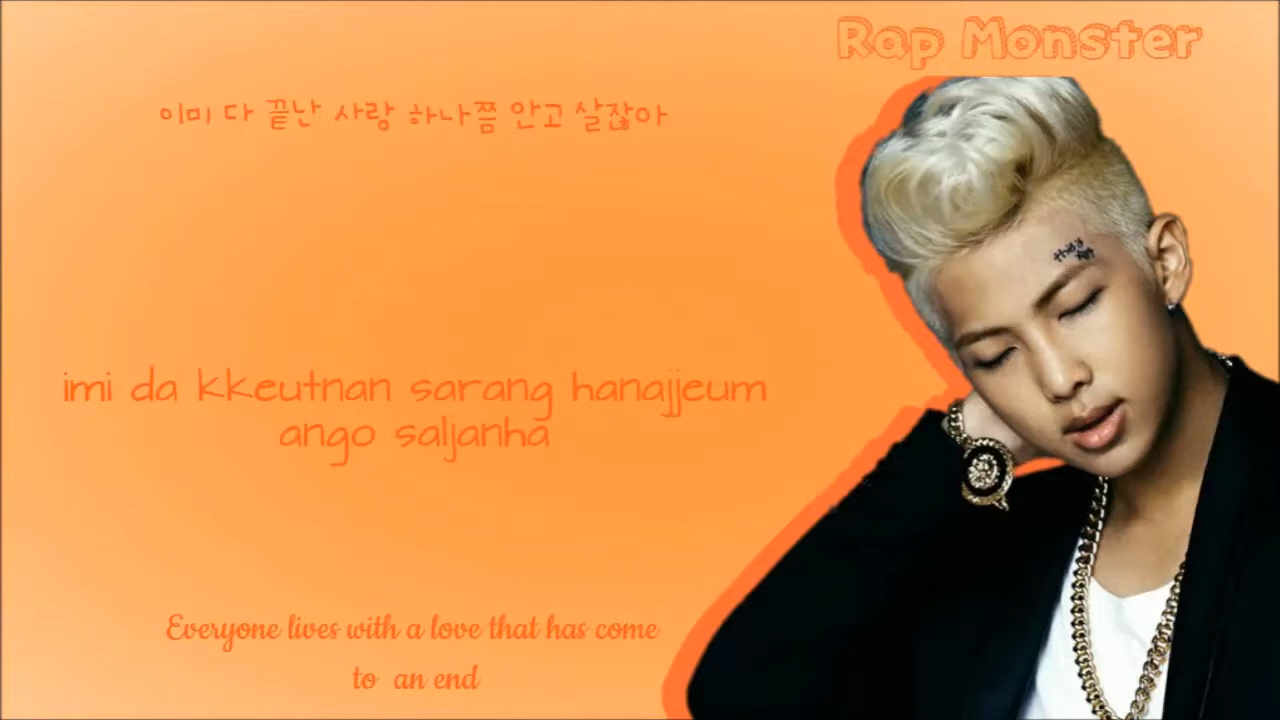 Rap Monster
이미 다 끝난 사랑 하나쯤 안고 살잖아
imi da kkeutnan sarang hanajjeum
ango saljanha
Everyone lives with a love that has come
to an end